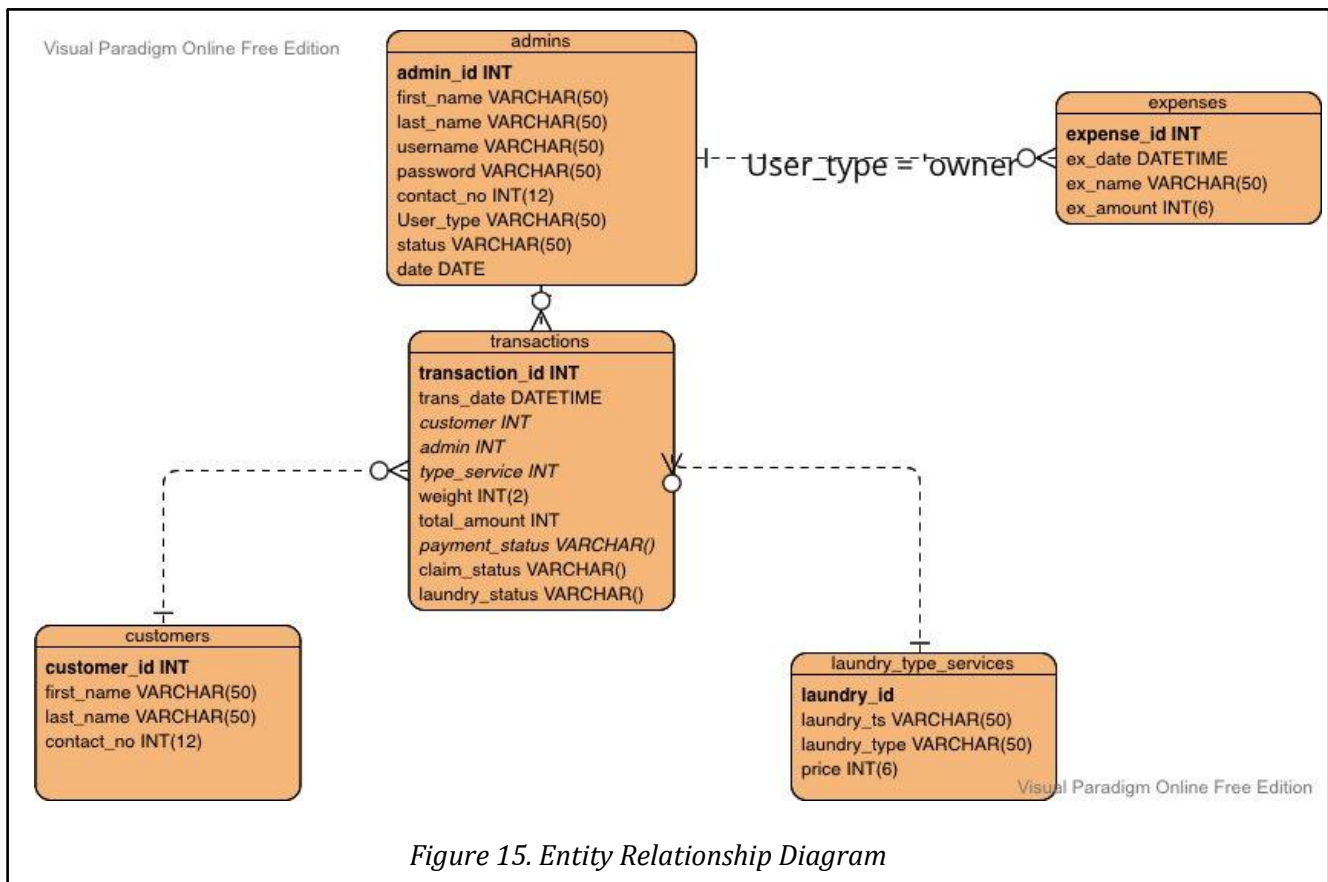 Visual Paradigm Online Free Edition
admins
admin_id INT
first_name VARCHAR(50)
last_name VARCHAR(50)
username VARCHAR(50)
password VARCHAR(50)
contact_no INT(12)
User_type VARCHAR(50)
status VARCHAR(50)
date DATE
User_type = 'owner
expenses
expense_id INT
ex_date DATETIME
ex_name VARCHAR(50)
ex_amount INT(6)
transactions
transaction_id INT
trans_date DATETIME
customer INT
admin INT
type_service INT
weight INT(2)
total_amount INT
payment_status VARCHAR()
claim_status VARCHAR()
laundry_status VARCHAR()
customers
customer_id INT
first_name VARCHAR(50)
last_name VARCHAR(50)
contact_no INT(12)
laundry_type_services
laundry_id
laundry_ts VARCHAR(50)
laundry_type VARCHAR(50)
price INT(6)
Visual Paradigm Online Free Edition
Figure 15. Entity Relationship Diagram